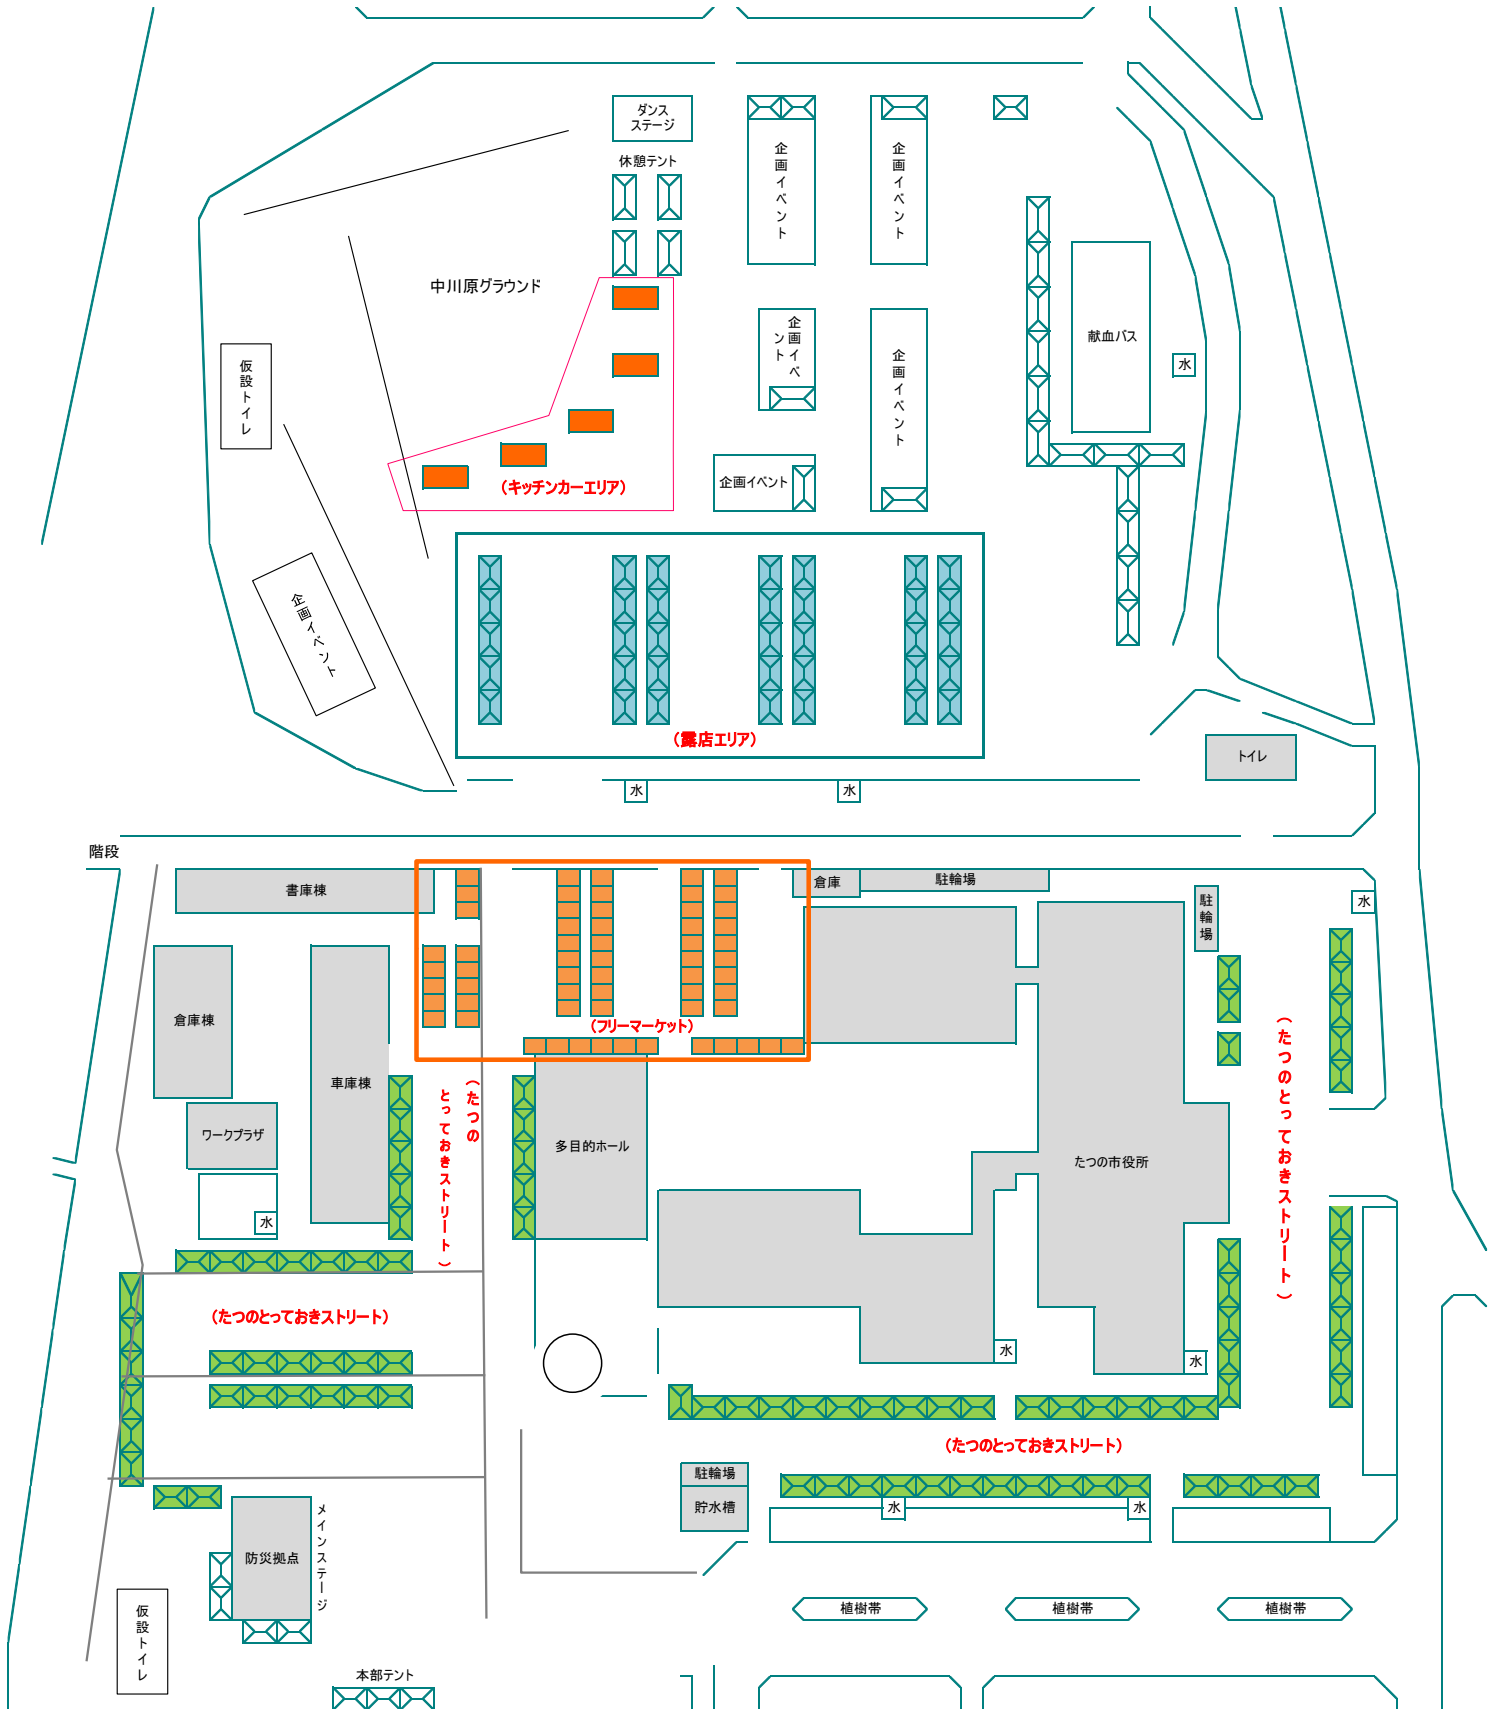 ダンス
ステージ
休憩テント
企画イベント
企画イベント
中川原グラウンド
仮設トイレ
企画イベ
ント
企画イベント
献血バス
水
(キッチンカーエリア)
企画イベント
企画イベント
(露店エリア)
トイレ
水
水
階段
書庫棟
倉庫
駐輪場
駐輪場
水
倉庫棟
(フリーマーケット)
車庫棟
ワークプラザ
(たつの
とっておきストリート)
多目的ホール
たつの市役所
(たつのとっておきストリート)
水
(たつのとっておきストリート)
水
水
(たつのとっておきストリート)
駐輪場
貯水槽
水
水
防災拠点
メインステージ
仮設トイレ
植樹帯
植樹帯
植樹帯
本部テント